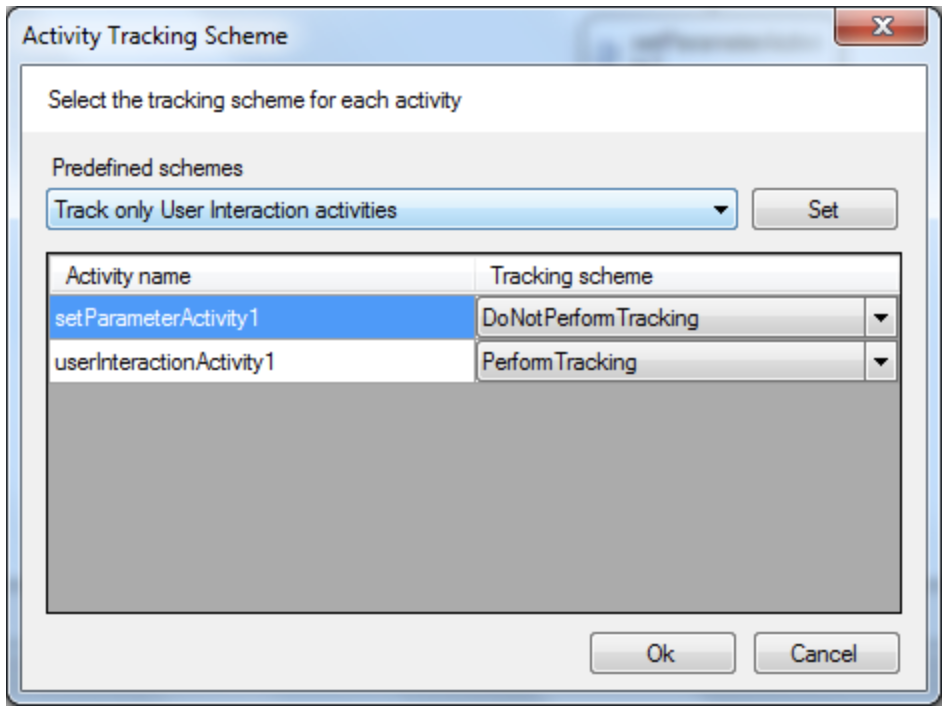 Activity Tracking Scheme
Select the tracking scheme for each activity
Predefined schemes
Track only User Interaction activities Set
Activity name Tracking scheme
setParameterActivity1 DoNotPerformTracking
userInteractionActivity1 PerformTracking
Ok Cancel